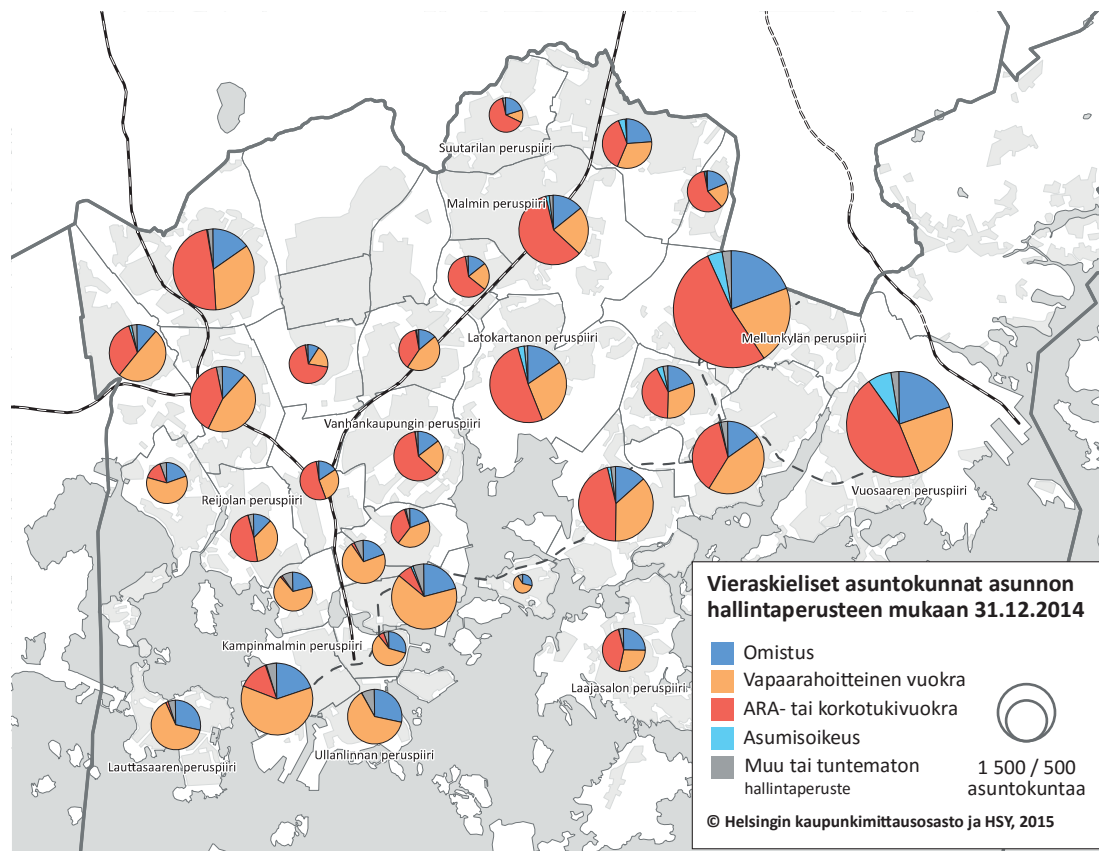 Suutarilan peruspiiri
Malmin peruspiiri
Latokartanon peruspiiri
Mellunkylän peruspiiri
Vanhankaupungin peruspiiri
Reijolan peruspiiri
Vuosaaren peruspiiri
Kampinmalmin peruspiiri
Laajasalon peruspiiri
Ullanlinnan peruspiiri
Lauttasaaren peruspiiri
Vieraskieliset asuntokunnat asunnon
hallintaperusteen mukaan 31.12.2014
Omistus
Vapaarahoitteinen vuokra
ARA- tai korkotukivuokra
Asumisoikeus
Muu tai tuntematon
hallintaperuste
1 500 / 500
asuntokuntaa
© Helsingin kaupunkimittausosasto ja HSY, 2015